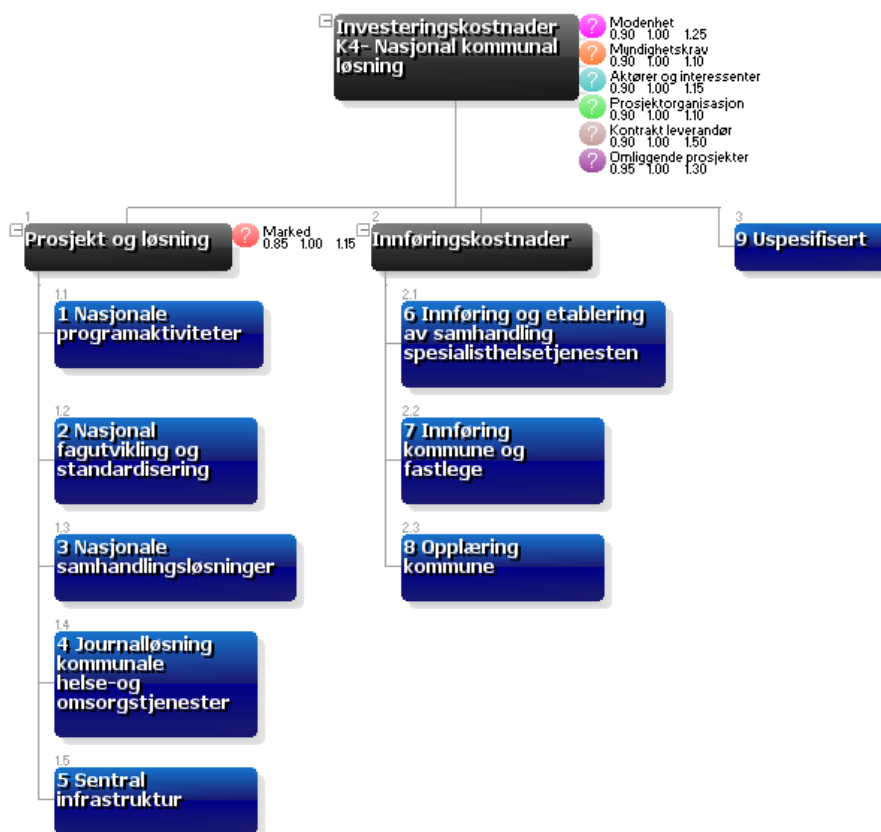 Investeringskostnader
K4- Nasjonal kommunal
løsning
Modenhet
0.90 1.00 1.25
Myndighetskrav
0.90 1.00 1.10
Aktører og interessenter
0.90 1.00 1.15
Prosjektorganisasjon
0.90 1.00 1.10
Kontrakt leverandør
0.90 1.00 1.50
Omliggende prosjekter
0.95 1.00 1.30
1
Prosjekt og løsning
Marked
0.85 1.00 1.15
2
Innføringskostnader
3
9 Uspesifisert
1.1
1 Nasjonale
programaktiviteter
1.2
2 Nasjonal
fagutvikling og
standardisering
1.3
3 Nasjonale
samhandlingsløsninger
1.4
4 Journalløsning
kommunale
helse-og
omsorgstjenester
1.5
5 Sentral
infrastruktur
2.1
6 Innføring og etablering
av samhandling
spesialisthelsetjenesten
2.2
7 Innføring
kommune og
fastlege
2.3
8 Opplæring
kommune